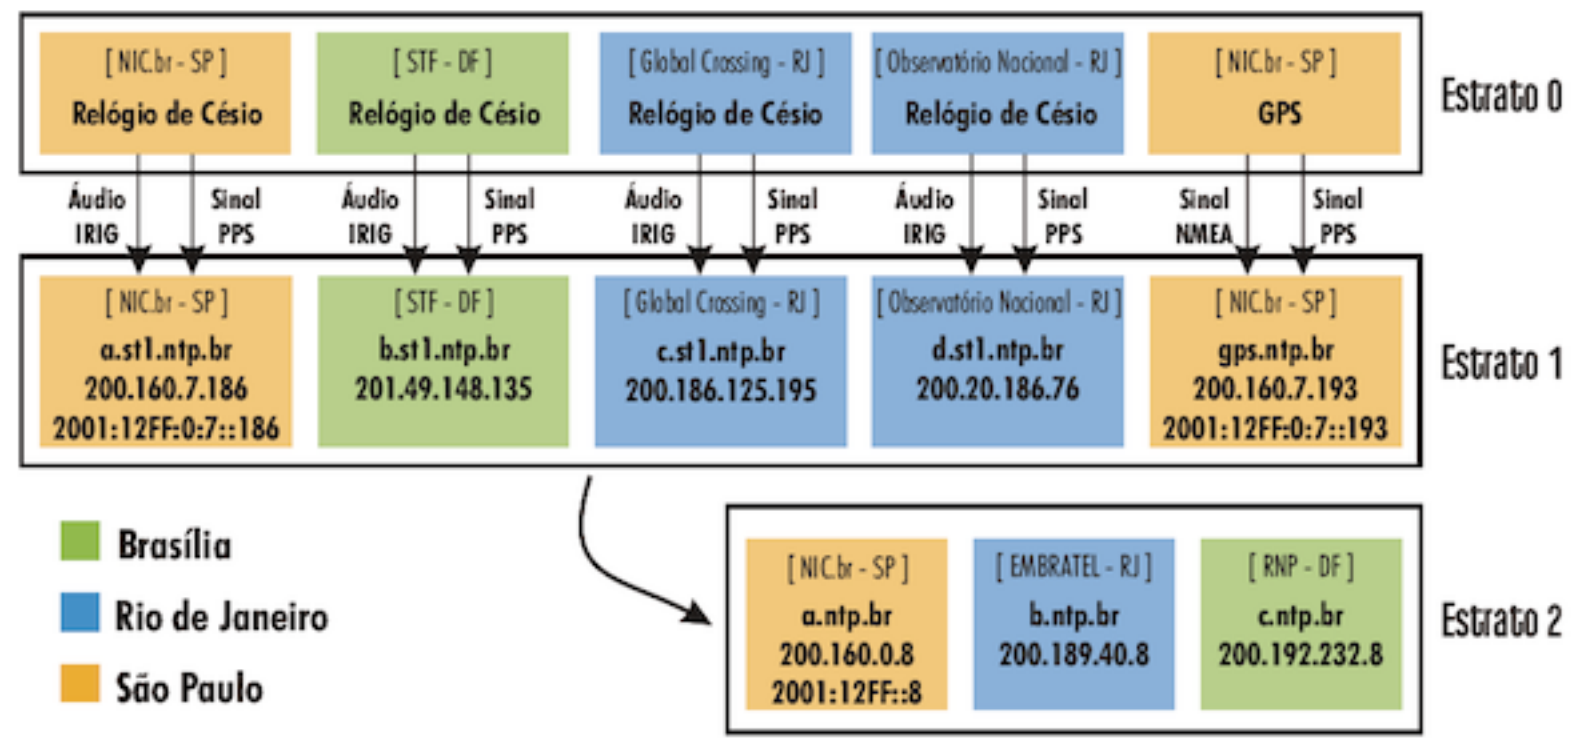 [ NIC.br - SP ]
Relógio de Césio
[ STF - DF ]
Relógio de Césio
[ Global Crossing - RJ ]
Relógio de Césio
[ Observatório Nacional - RJ ]
Relógio de Césio
[ NIC.br - SP ]
GPS
Estrato 0
Áudio
IRIG
Sinal
PPS
Áudio
IRIG
Sinal
PPS
Áudio
IRIG
Sinal
PPS
Áudio
IRIG
Sinal
PPS
Sinal
NMEA
Sinal
PPS
[ NIC.br - SP ]
a.st1.ntp.br
200.160.7.186
2001:12FF:0:7::186
[ STF - DF ]
b.st1.ntp.br
201.49.148.135
[ Global Crossing - RJ ]
c.st1.ntp.br
200.186.125.195
[ Observatório Nacional - RJ ]
d.st1.ntp.br
200.20.186.76
[ NIC.br - SP ]
gps.ntp.br
200.160.7.193
2001:12FF:0:7::193
Estrato 1
Brasília
Rio de Janeiro
São Paulo
[ NIC.br - SP ]
a.ntp.br
200.160.0.8
2001:12FF::8
[ EMBRATEL - RJ ]
b.ntp.br
200.189.40.8
[ RNP - DF ]
c.ntp.br
200.192.232.8
Estrato 2